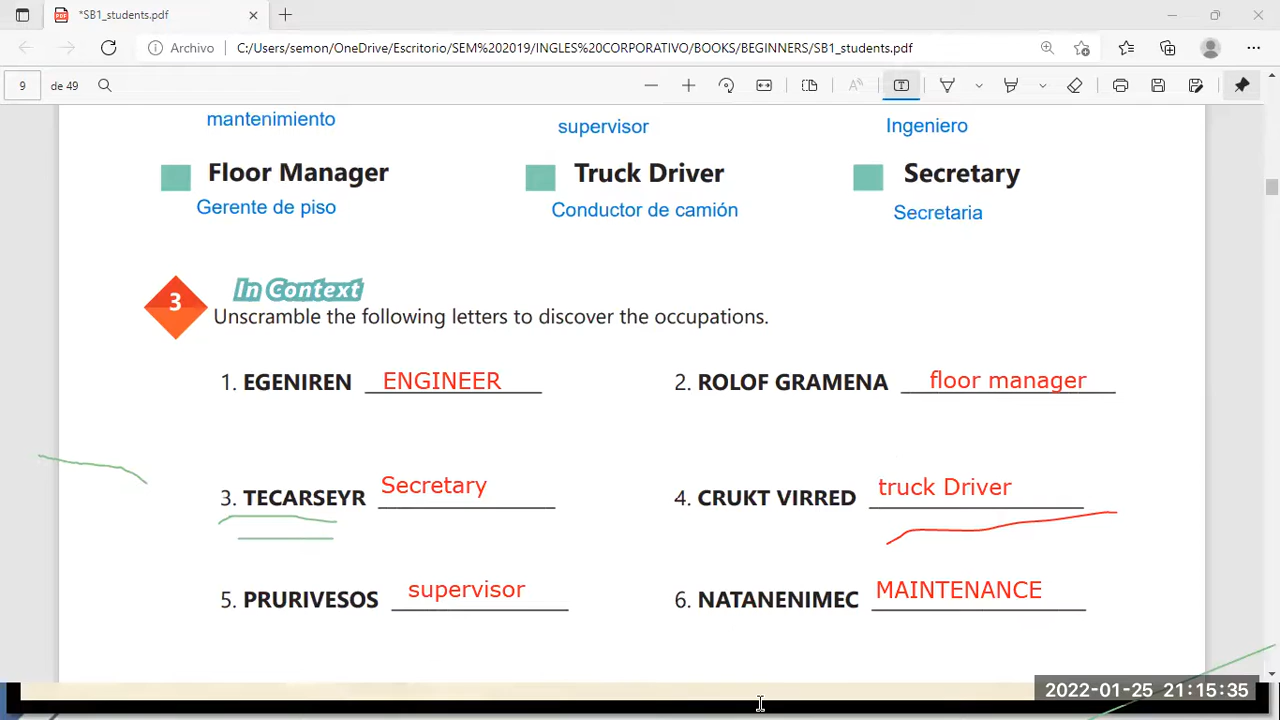 *SB1_students.pdf
Archivo C:/Users/semon/OneDrive/Escritorio/SEM%202019/INGLES%20CORPORATIVO/BOOKS/BEGINNERS/SB1_students.pdf
9 de 49
mantenimiento supervisor Ingeniero
Floor Manager Truck Driver Secretary
Gerente de piso Conductor de camión Secretaria
3 In Context
Unscramble the following letters to discover the occupations.
1. EGENIREN ENGINEER 2. ROLOF GRAMENA floor manager
3. TECARSEYR Secretary 4. CRUKT VIRRED truck Driver
5. PRURIVESOS supervisor 6. NATANENIMEC MAINTENANCE
2022-01-25 21:15:35